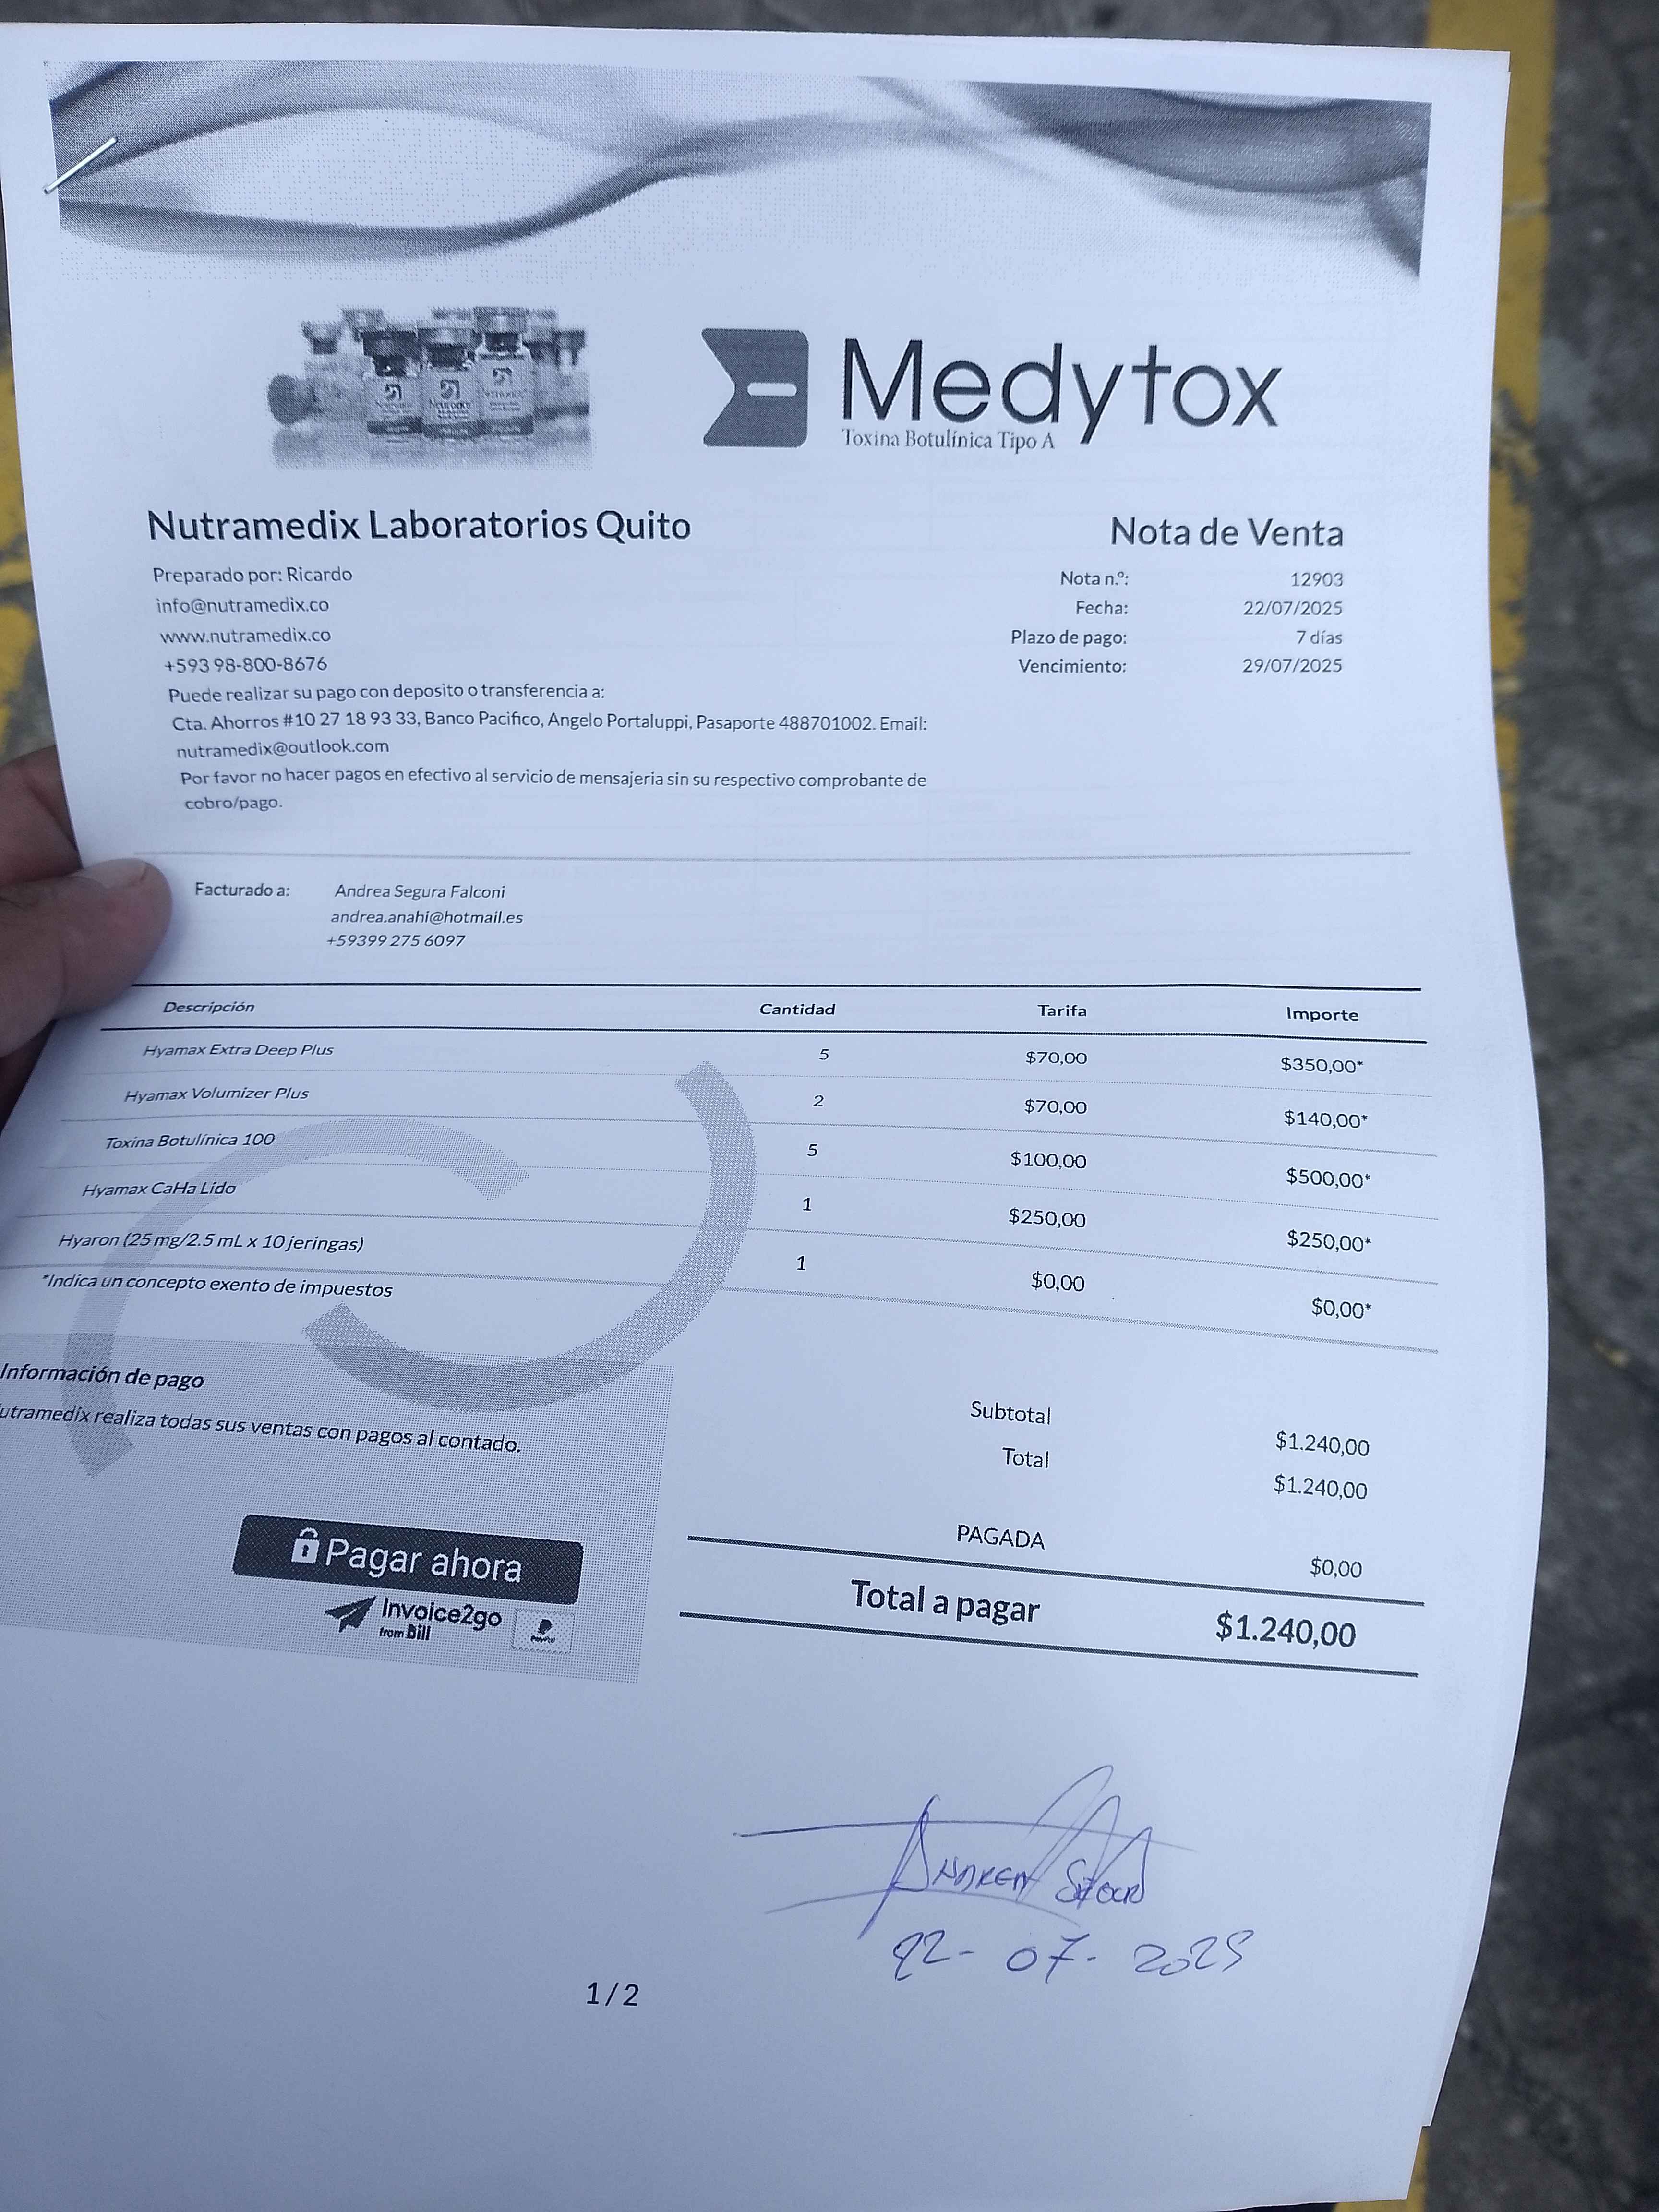 Medytox
Toxina Botulínica Tipo A
Nutramedix Laboratorios Quito
Preparado por: Ricardo
info@nutramedix.co
www.nutramedix.co
+593 98-800-8676
Puede realizar su pago con deposito o transferencia a:
Cta. Ahorros #10 27 18 93 33, Banco Pacifico, Angelo Portaluppi, Pasaporte 488701002. Email:
nutramedix@outlook.com
Por favor no hacer pagos en efectivo al servicio de mensajeria sin su respectivo comprobante de
cobro/pago.
Nota de Venta
Nota n.º: 12903
Fecha: 22/07/2025
Plazo de pago: 7 días
Vencimiento: 29/07/2025
Facturado a: Andrea Segura Falconi
andrea.anahi@hotmail.es
+59399 275 6097
Descripción Cantidad Tarifa Importe
Hyamax Extra Deep Plus 5 $70,00 $350,00*
Hyamax Volumizer Plus 2 $70,00 $140,00*
Toxina Botulínica 100 5 $100,00 $500,00*
Hyamax CaHa Lido 1 $250,00 $250,00*
Hyaron (25 mg/2.5 mL x 10 jeringas) 1 $0,00 $0,00*
*Indica un concepto exento de impuestos
Información de pago
utramedix realiza todas sus ventas con pagos al contado.
Pagar ahora
Invoice2go
from Bill
Subtotal $1.240,00
Total $1.240,00
PAGADA $0,00
Total a pagar $1.240,00
Andrea
22-07-2025
1/2